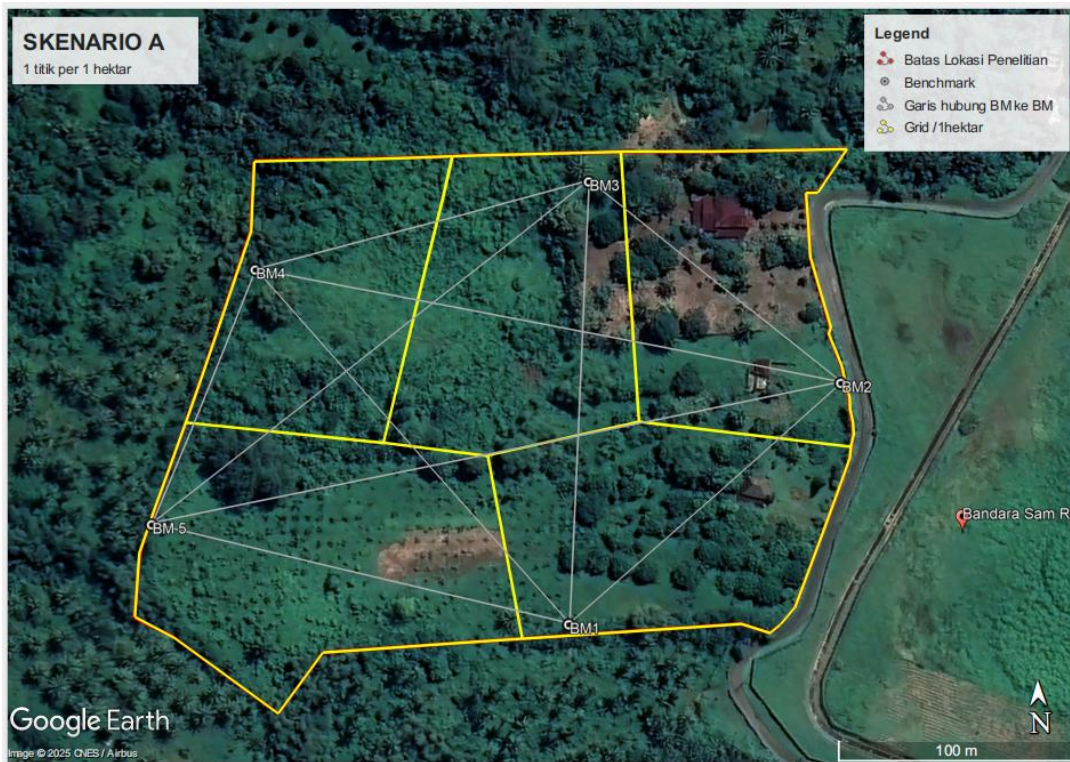 SKENARIO A
1 titik per 1 hektar
Legend
Batas Lokasi Penelitian
Benchmark
Garis hubung BM ke BM
Grid /1hektar
BM3
BM4
BM2
BM 5
Bandara Sam R
BM1
Google Earth
Image © 2025 CNES / Airbus
N
100 m